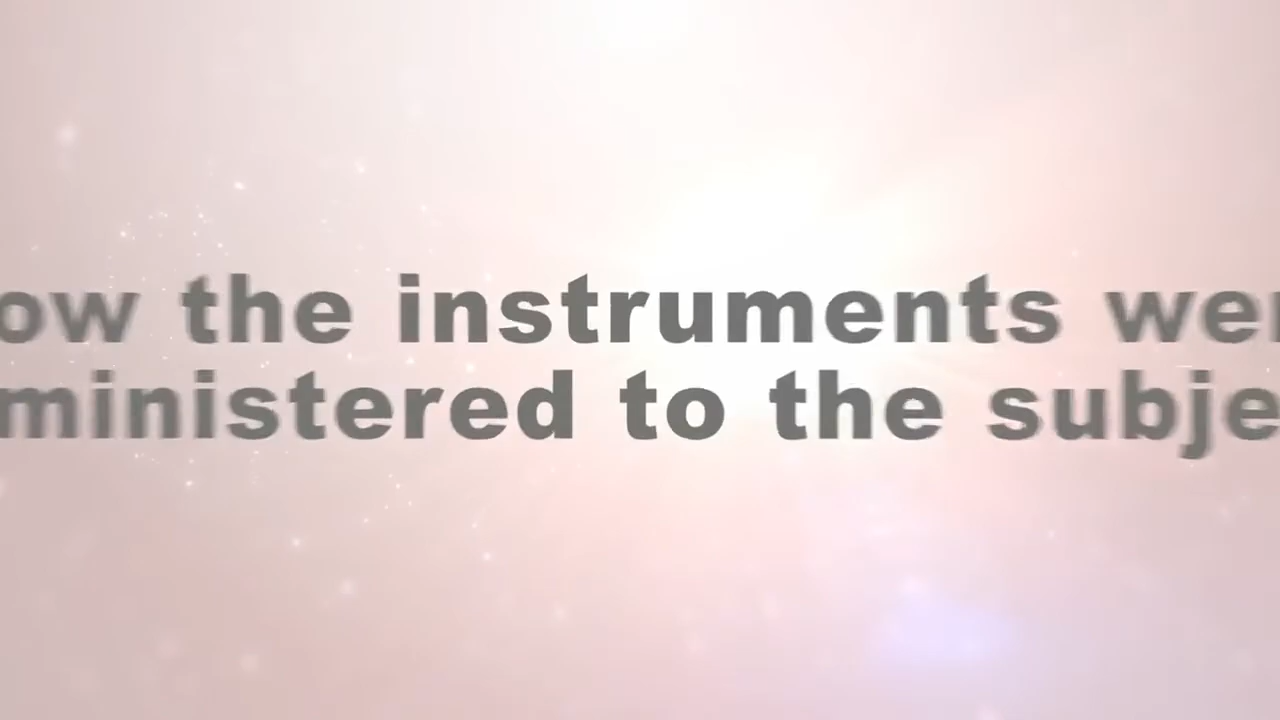 ow the instruments wer
ministered to the subje